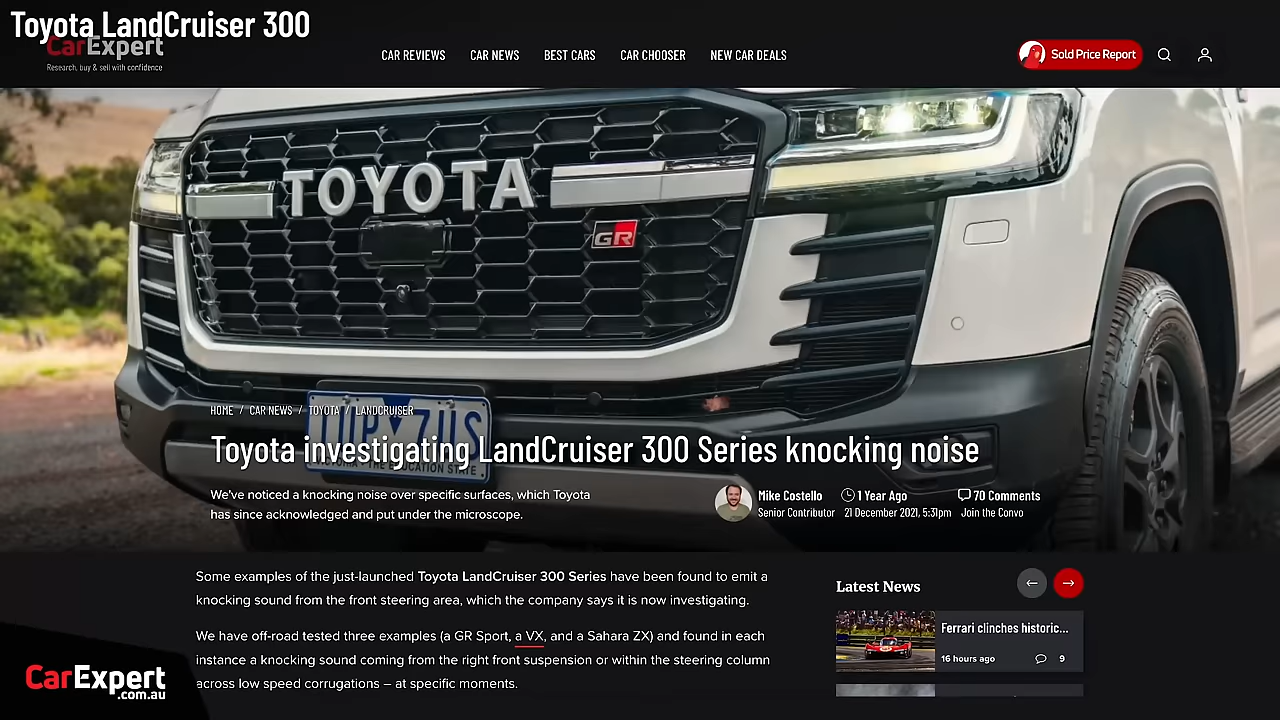 Toyota LandCruiser 300
CarExpert
Research, buy & sell with confidence
CAR REVIEWS CAR NEWS BEST CARS CAR CHOOSER NEW CAR DEALS
Sold Price Report
TOYOTA
GR
HOME / CAR NEWS / TOYOTA / LANDCRUISER
Toyota investigating LandCruiser 300 Series knocking noise
THE EDUCATION STATE
We've noticed a knocking noise over specific surfaces, which Toyota
has since acknowledged and put under the microscope.
Mike Costello
Senior Contributor
1 Year Ago
21 December 2021, 5:31pm
70 Comments
Join the Convo
Some examples of the just-launched Toyota LandCruiser 300 Series have been found to emit a
knocking sound from the front steering area, which the company says it is now investigating.
We have off-road tested three examples (a GR Sport, a VX, and a Sahara ZX) and found in each
instance a knocking sound coming from the right front suspension or within the steering column
across low speed corrugations – at specific moments.
Latest News
Ferrari clinches historic...
16 hours ago 9
CarExpert
.com.au